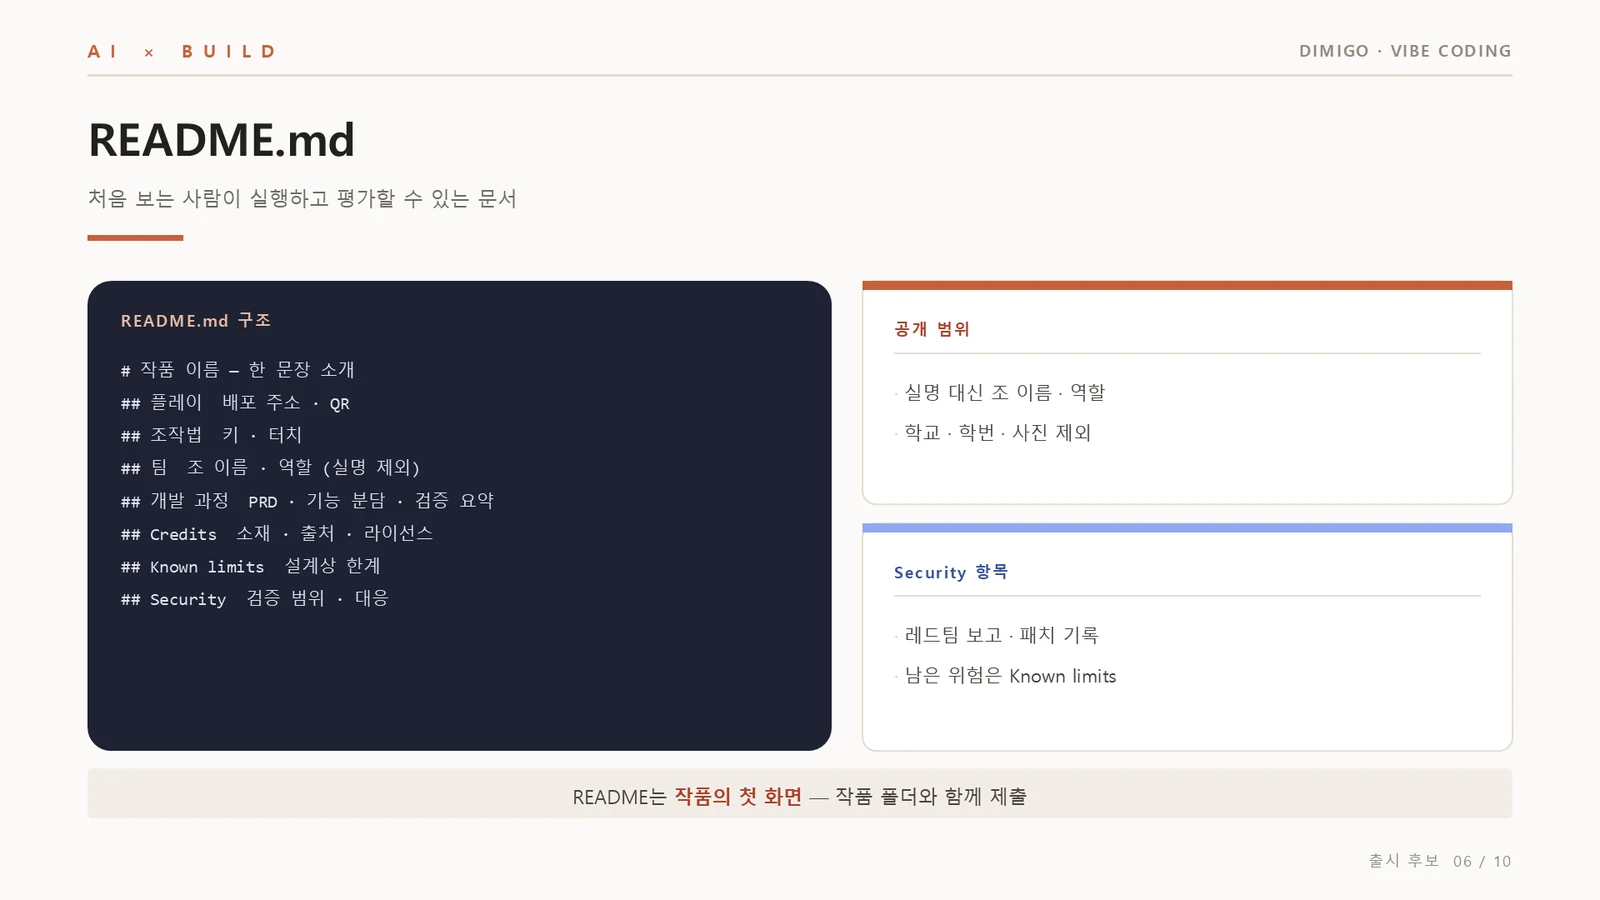 AI × BUILD
DIMIGO · VIBE CODING
README.md
처음 보는 사람이 실행하고 평가할 수 있는 문서
README.md 구조
# 작품 이름 — 한 문장 소개
## 플레이  배포 주소 · QR
## 조작법  키 · 터치
## 팀  조 이름 · 역할 (실명 제외)
## 개발 과정  PRD · 기능 분담 · 검증 요약
## Credits  소재 · 출처 · 라이선스
## Known limits  설계상 한계
## Security  검증 범위 · 대응
공개 범위
· 실명 대신 조 이름 · 역할
· 학교 · 학번 · 사진 제외
Security 항목
· 레드팀 보고 · 패치 기록
· 남은 위험은 Known limits
README는 작품의 첫 화면 — 작품 폴더와 함께 제출
출시 후보  06 / 10